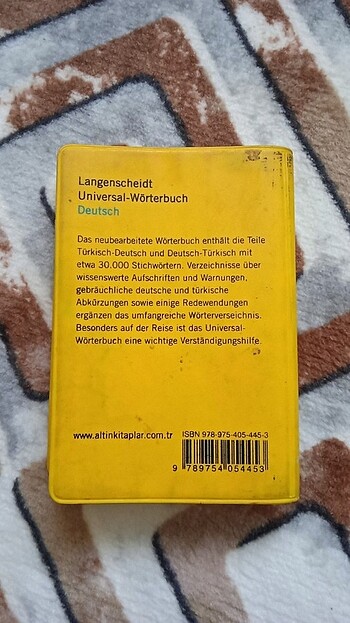 Langenscheidt
Universal-Wörterbuch
Deutsch
Das neubearbeitete Wörterbuch enthält die Teile
Türkisch-Deutsch und Deutsch-Türkisch mit
etwa 30.000 Stichwörtern. Verzeichnisse über
wissenswerte Aufschriften und Warnungen,
gebräuchliche deutsche und türkische
Abkürzungen sowie einige Redewendungen
ergänzen das umfangreiche Wörterverzeichnis.
Besonders auf der Reise ist das Universal-
Wörterbuch eine wichtige Verständigungshilfe.
www.altinkitaplar.com.tr
ISBN 978-975-405-445-3
9 789754 054453